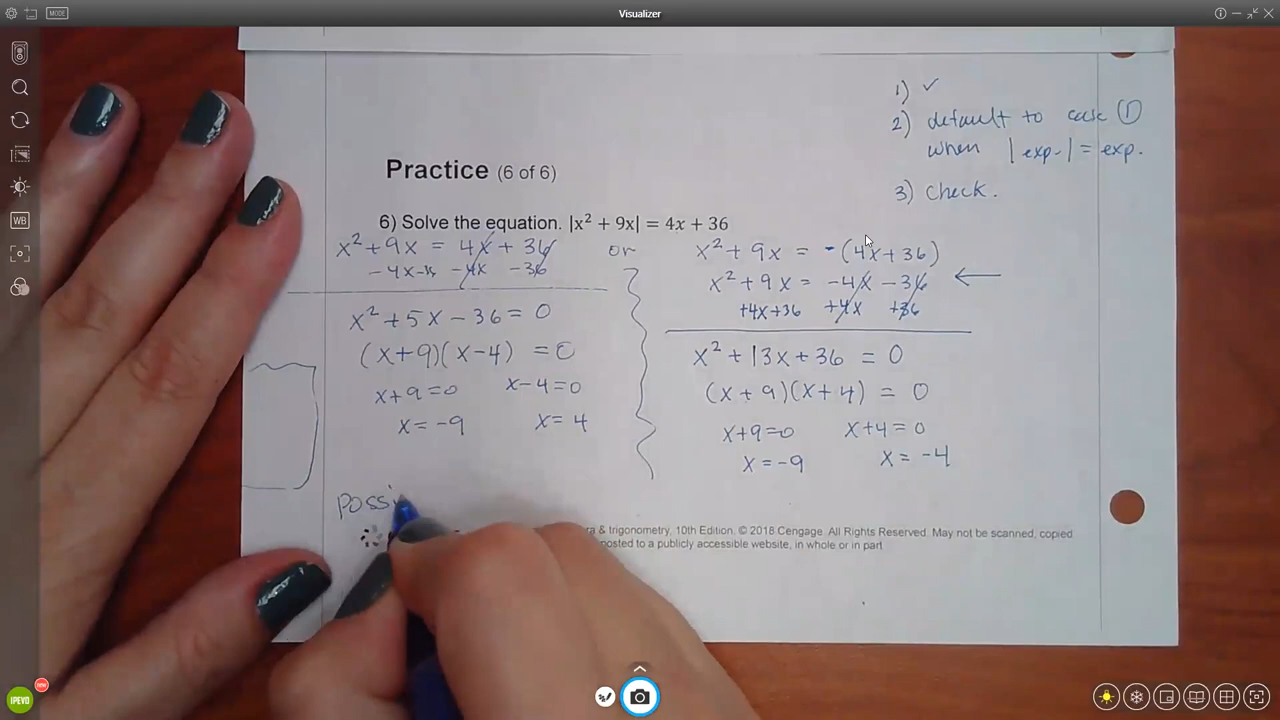 Visualizer
MODE
WB
1) ✓
2) default to case ①
when | exp. | = exp.
3) Check.
Practice (6 of 6)
6) Solve the equation. |x² + 9x| = 4x + 36
x² + 9x = 4x + 36 or
-4x-36 -4x -36
x² + 5x - 36 = 0
(x+9)(x-4) = 0
x+9=0 x-4=0
x= -9 x= 4
x² + 9x = -(4x+36)
x² + 9x = -4x - 36 ←
+4x+36 +4x +36
x² + 13x + 36 = 0
(x + 9)(x + 4) = 0
x+9=0 x+4=0
x = -9 x = -4
possi
ra & trigonometry, 10th Edition. © 2018 Cengage. All Rights Reserved. May not be scanned, copied
posted to a publicly accessible website, in whole or in part
IPEVO
new